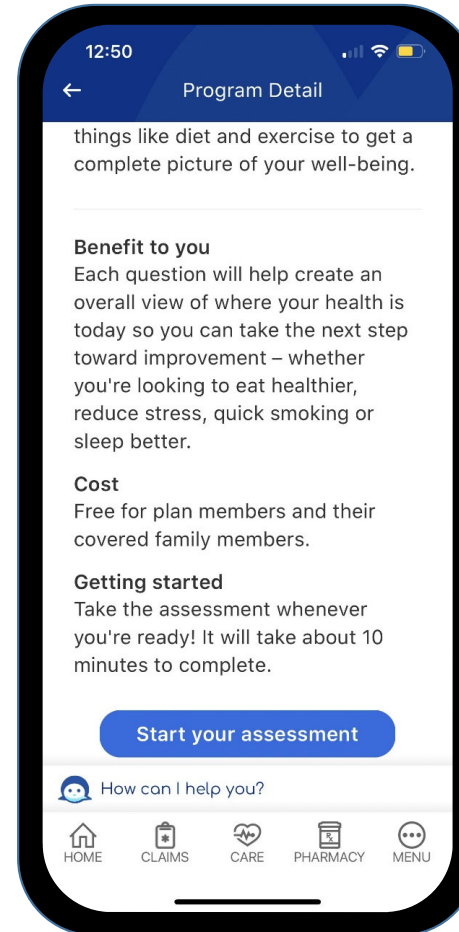 12:50
Program Detail
things like diet and exercise to get a
complete picture of your well-being.
Benefit to you
Each question will help create an
overall view of where your health is
today so you can take the next step
toward improvement – whether
you're looking to eat healthier,
reduce stress, quick smoking or
sleep better.
Cost
Free for plan members and their
covered family members.
Getting started
Take the assessment whenever
you're ready! It will take about 10
minutes to complete.
Start your assessment
How can I help you?
HOME CLAIMS CARE PHARMACY MENU